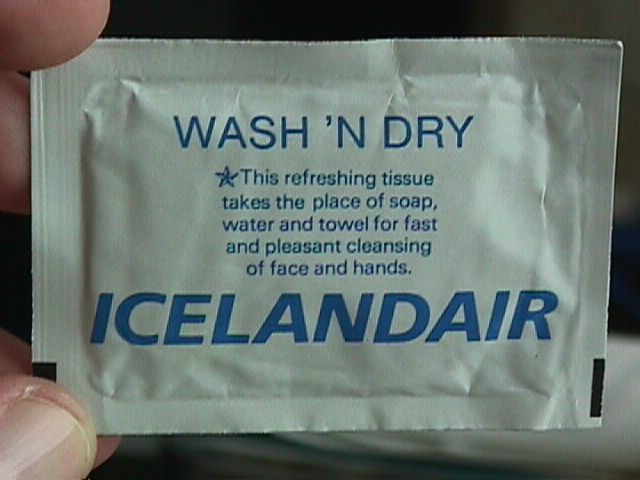 WASH 'N DRY
This refreshing tissue
takes the place of soap,
water and towel for fast
and pleasant cleansing
of face and hands.
ICELANDAIR